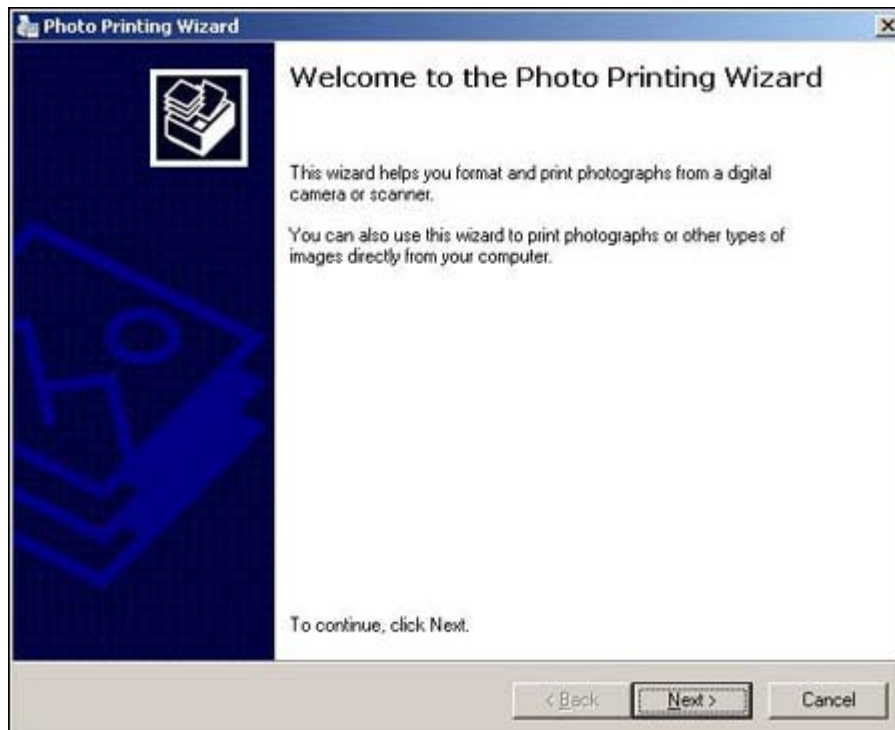 Photo Printing Wizard
Welcome to the Photo Printing Wizard
This wizard helps you format and print photographs from a digital
camera or scanner.
You can also use this wizard to print photographs or other types of
images directly from your computer.
To continue, click Next.
< Back Next > Cancel